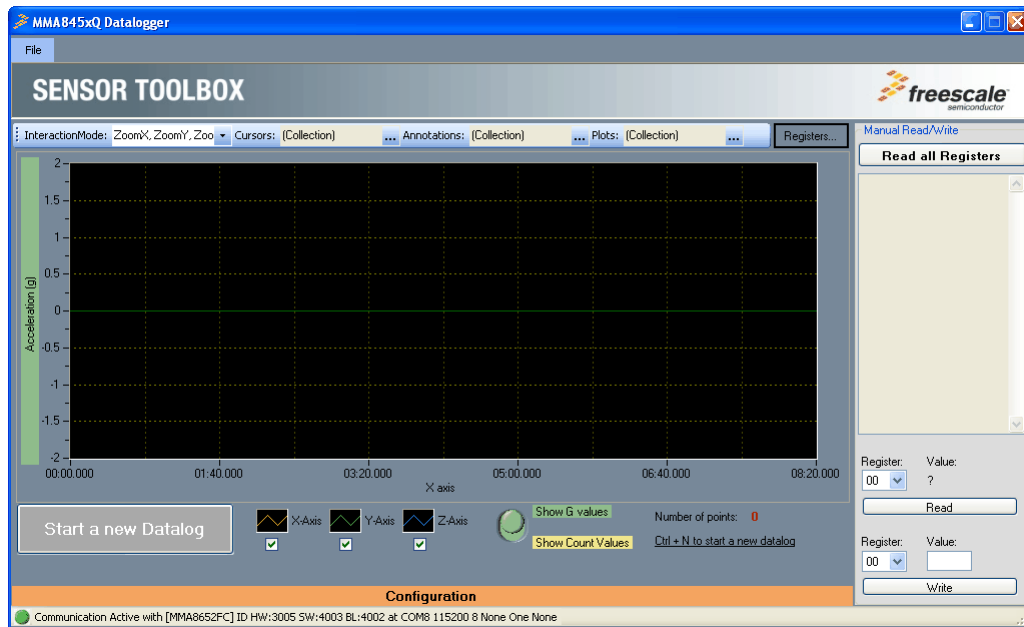 MMA845xQ Datalogger
File
SENSOR TOOLBOX
freescale
semiconductor
InteractionMode: ZoomX, ZoomY, Zoo Cursors: (Collection) ... Annotations: (Collection) ... Plots: (Collection) ... Registers...
Manual Read/Write
Read all Registers
2
1.5
1
0.5
0
-0.5
-1
-1.5
-2
Acceleration (g)
00:00.000 01:40.000 03:20.000 05:00.000 06:40.000 08:20.000
X axis
Start a new Datalog
X-Axis Y-Axis Z-Axis
Show G values
Show Count Values
Number of points: 0
Ctrl + N to start a new datalog
Register: Value:
00 ?
Read
Register: Value:
00
Write
Configuration
Communication Active with [MMA8652FC] ID HW:3005 SW:4003 BL:4002 at COM8 115200 8 None One None